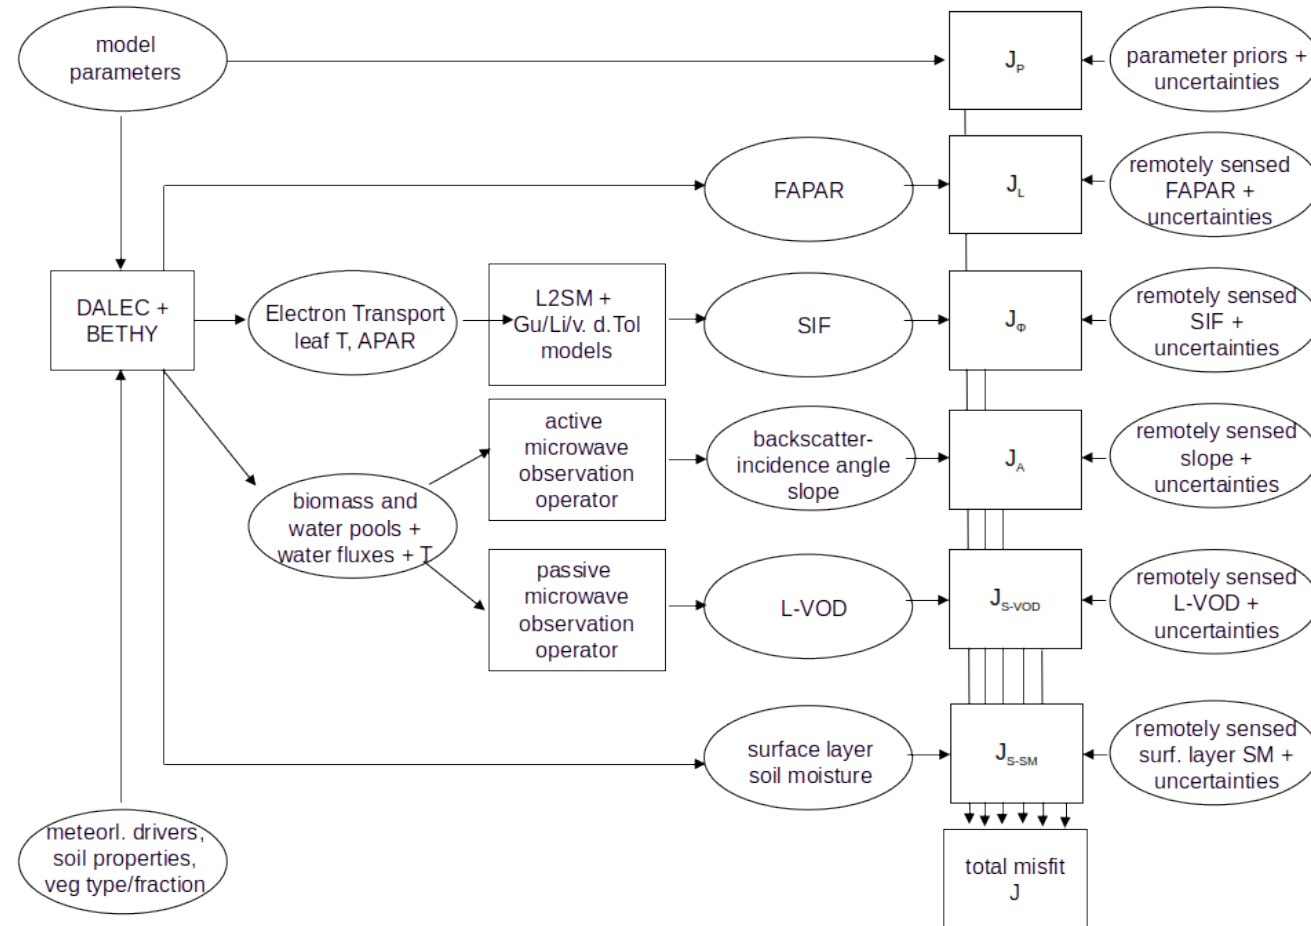 model
parameters
J_P
parameter priors +
uncertainties
FAPAR
J_L
remotely sensed
FAPAR +
uncertainties
DALEC +
BETHY
Electron Transport
leaf T, APAR
L2SM +
Gu/Li/v. d.Tol
models
SIF
J_Φ
remotely sensed
SIF +
uncertainties
active
microwave
observation
operator
backscatter-
incidence angle
slope
J_A
remotely sensed
slope +
uncertainties
biomass and
water pools +
water fluxes + T
passive
microwave
observation
operator
L-VOD
J_S-VOD
remotely sensed
L-VOD +
uncertainties
surface layer
soil moisture
J_S-SM
remotely sensed
surf. layer SM +
uncertainties
meteorl. drivers,
soil properties,
veg type/fraction
total misfit
J